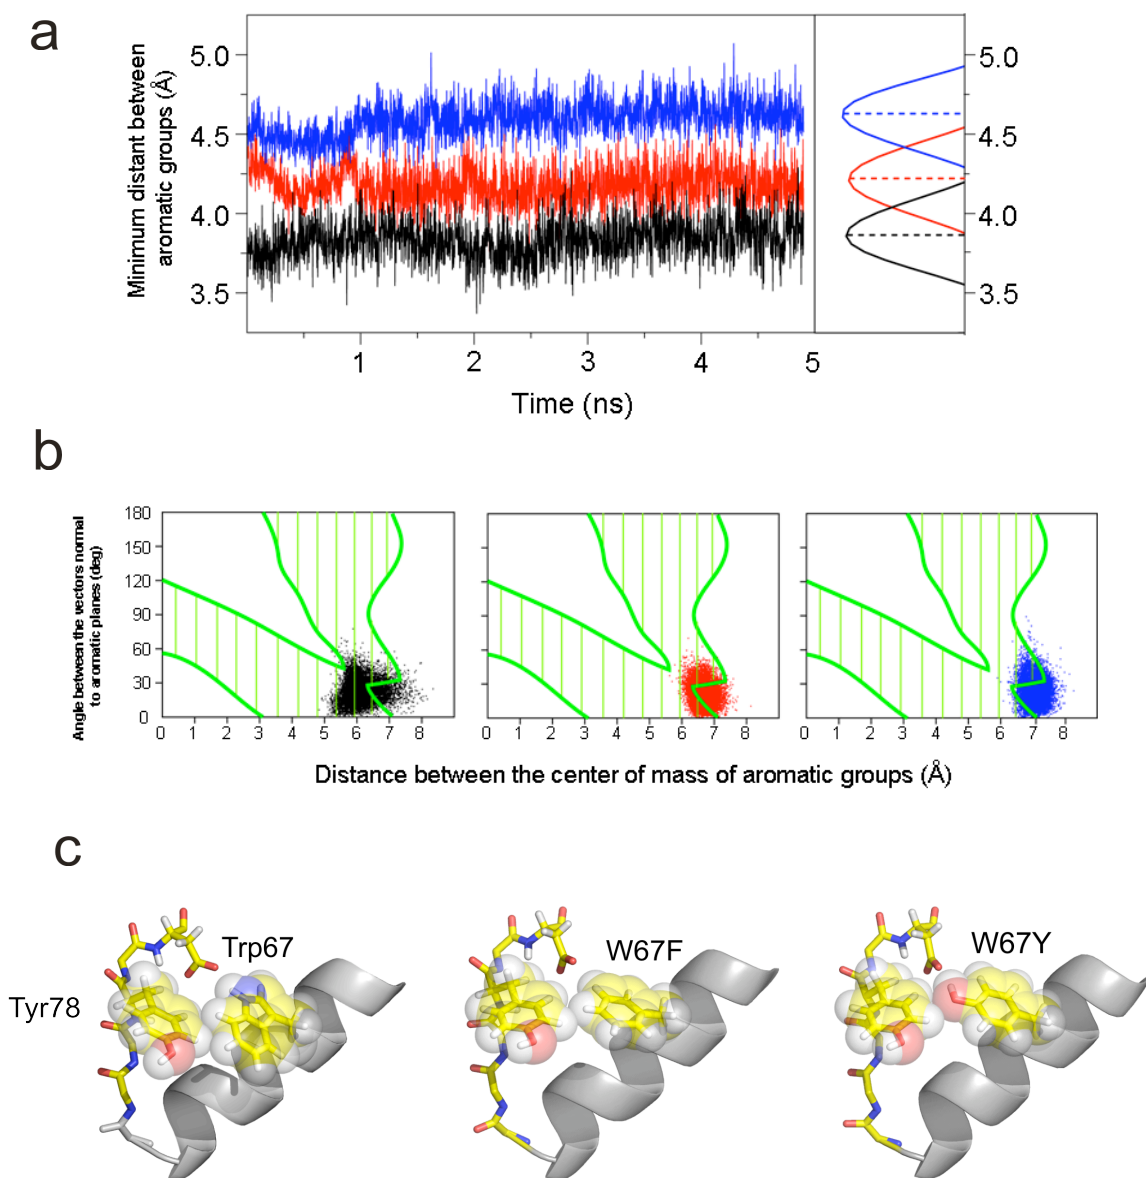 a
Minimum distant between
aromatic groups (Å)
5.0
4.5
4.0
3.5
5.0
4.5
4.0
3.5
1
2
3
4
5
Time (ns)
b
Angle between the vectors normal
to aromatic planes (deg)
180
150
120
90
60
30
0
0 1 2 3 4 5 6 7 8
0 1 2 3 4 5 6 7 8
0 1 2 3 4 5 6 7 8
Distance between the center of mass of aromatic groups (Å)
c
Trp67
W67F
W67Y
Tyr78